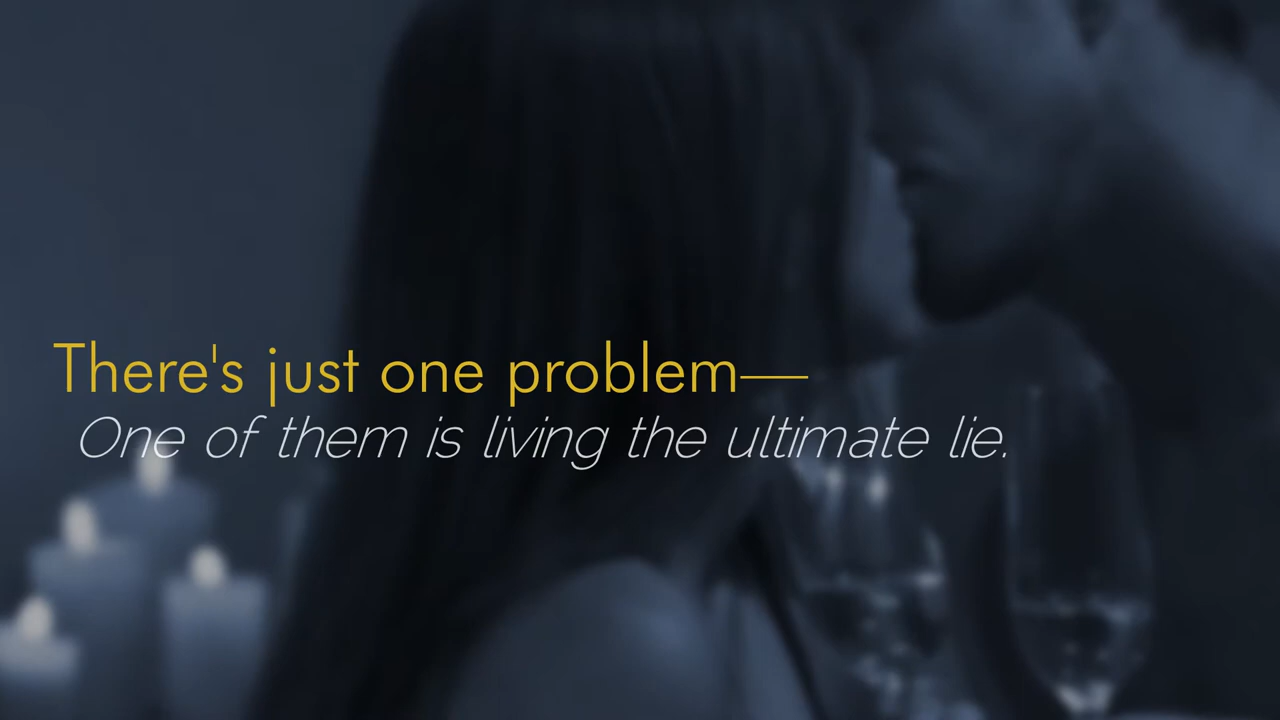 There's just one problem—
One of them is living the ultimate lie.